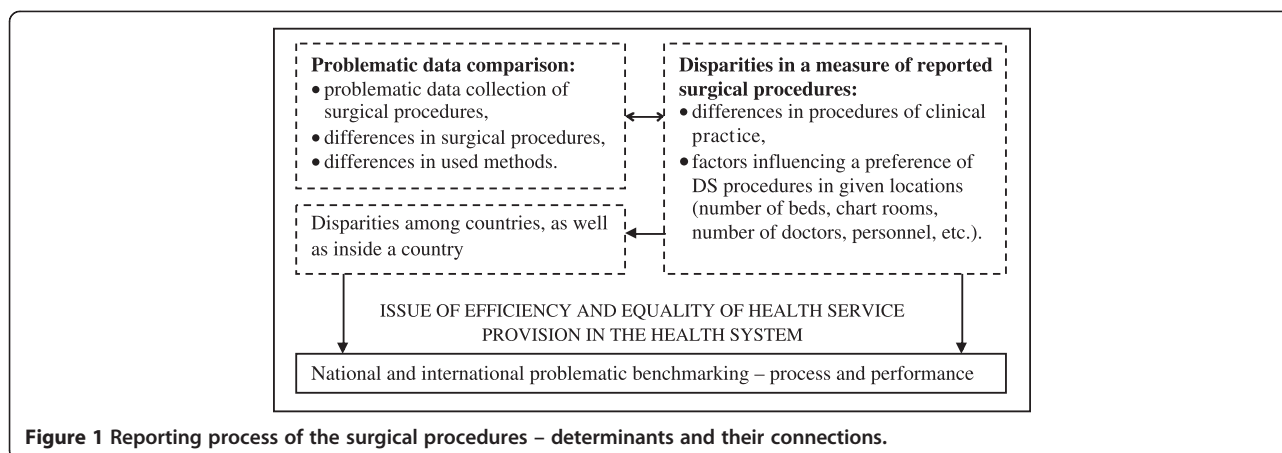 Problematic data comparison:
• problematic data collection of
surgical procedures,
• differences in surgical procedures,
• differences in used methods.
Disparities among countries, as well
as inside a country
Disparities in a measure of reported
surgical procedures:
• differences in procedures of clinical
practice,
• factors influencing a preference of
DS procedures in given locations
(number of beds, chart rooms,
number of doctors, personnel, etc.).
ISSUE OF EFFICIENCY AND EQUALITY OF HEALTH SERVICE
PROVISION IN THE HEALTH SYSTEM
National and international problematic benchmarking – process and performance
Figure 1 Reporting process of the surgical procedures – determinants and their connections.